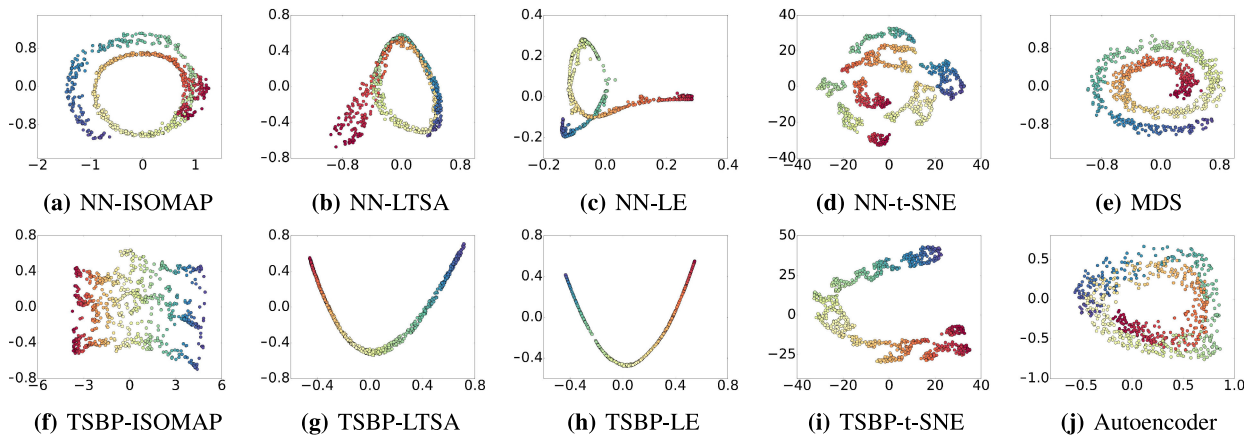 0.8
0.0
−0.8
−2 −1 0 1
(a) NN-ISOMAP
0.8
0.4
0.0
−0.4
−0.8
−0.8 0.0 0.8
(b) NN-LTSA
0.4
0.3
0.2
0.1
0.0
−0.1
−0.2
−0.2 0.0 0.2 0.4
(c) NN-LE
40
20
0
−20
−40
−40 −20 0 20 40
(d) NN-t-SNE
0.8
0.0
−0.8
−0.8 0.0 0.8
(e) MDS
0.8
0.4
0.0
−0.4
−0.8
−6 −3 0 3 6
(f) TSBP-ISOMAP
0.8
0.4
0.0
−0.4
−0.8
−0.4 0.0 0.4 0.8
(g) TSBP-LTSA
0.8
0.4
0.0
−0.4
−0.4 0.0 0.4 0.8
(h) TSBP-LE
50
25
0
−25
−40 −20 0 20 40
(i) TSBP-t-SNE
0.5
0.0
−0.5
−1.0
−0.7 0.0 0.7
(j) Autoencoder